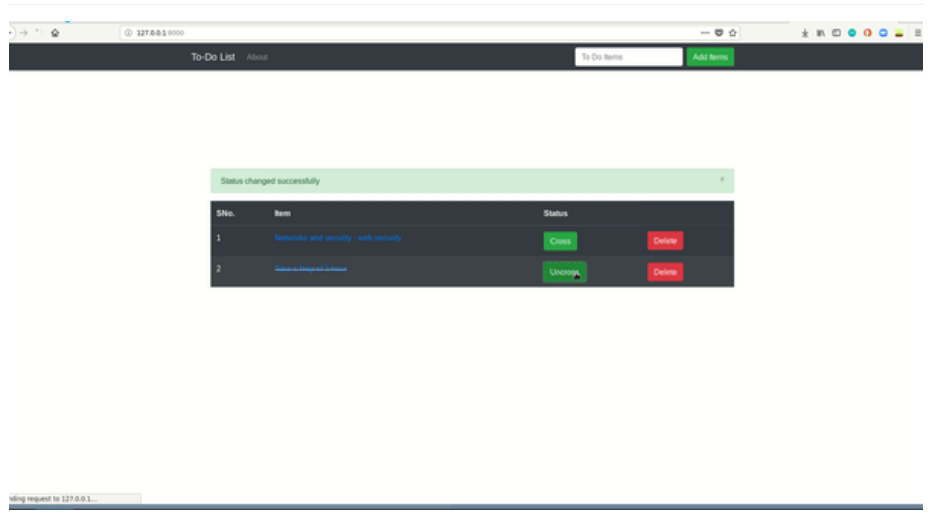 127.0.0.1:8000
To-Do List About To Do Items Add Items
Status changed successfully x
SNo. Item Status
1 Networks and security - web security Cross Delete
2 Uncross Delete
nding request to 127.0.0.1...